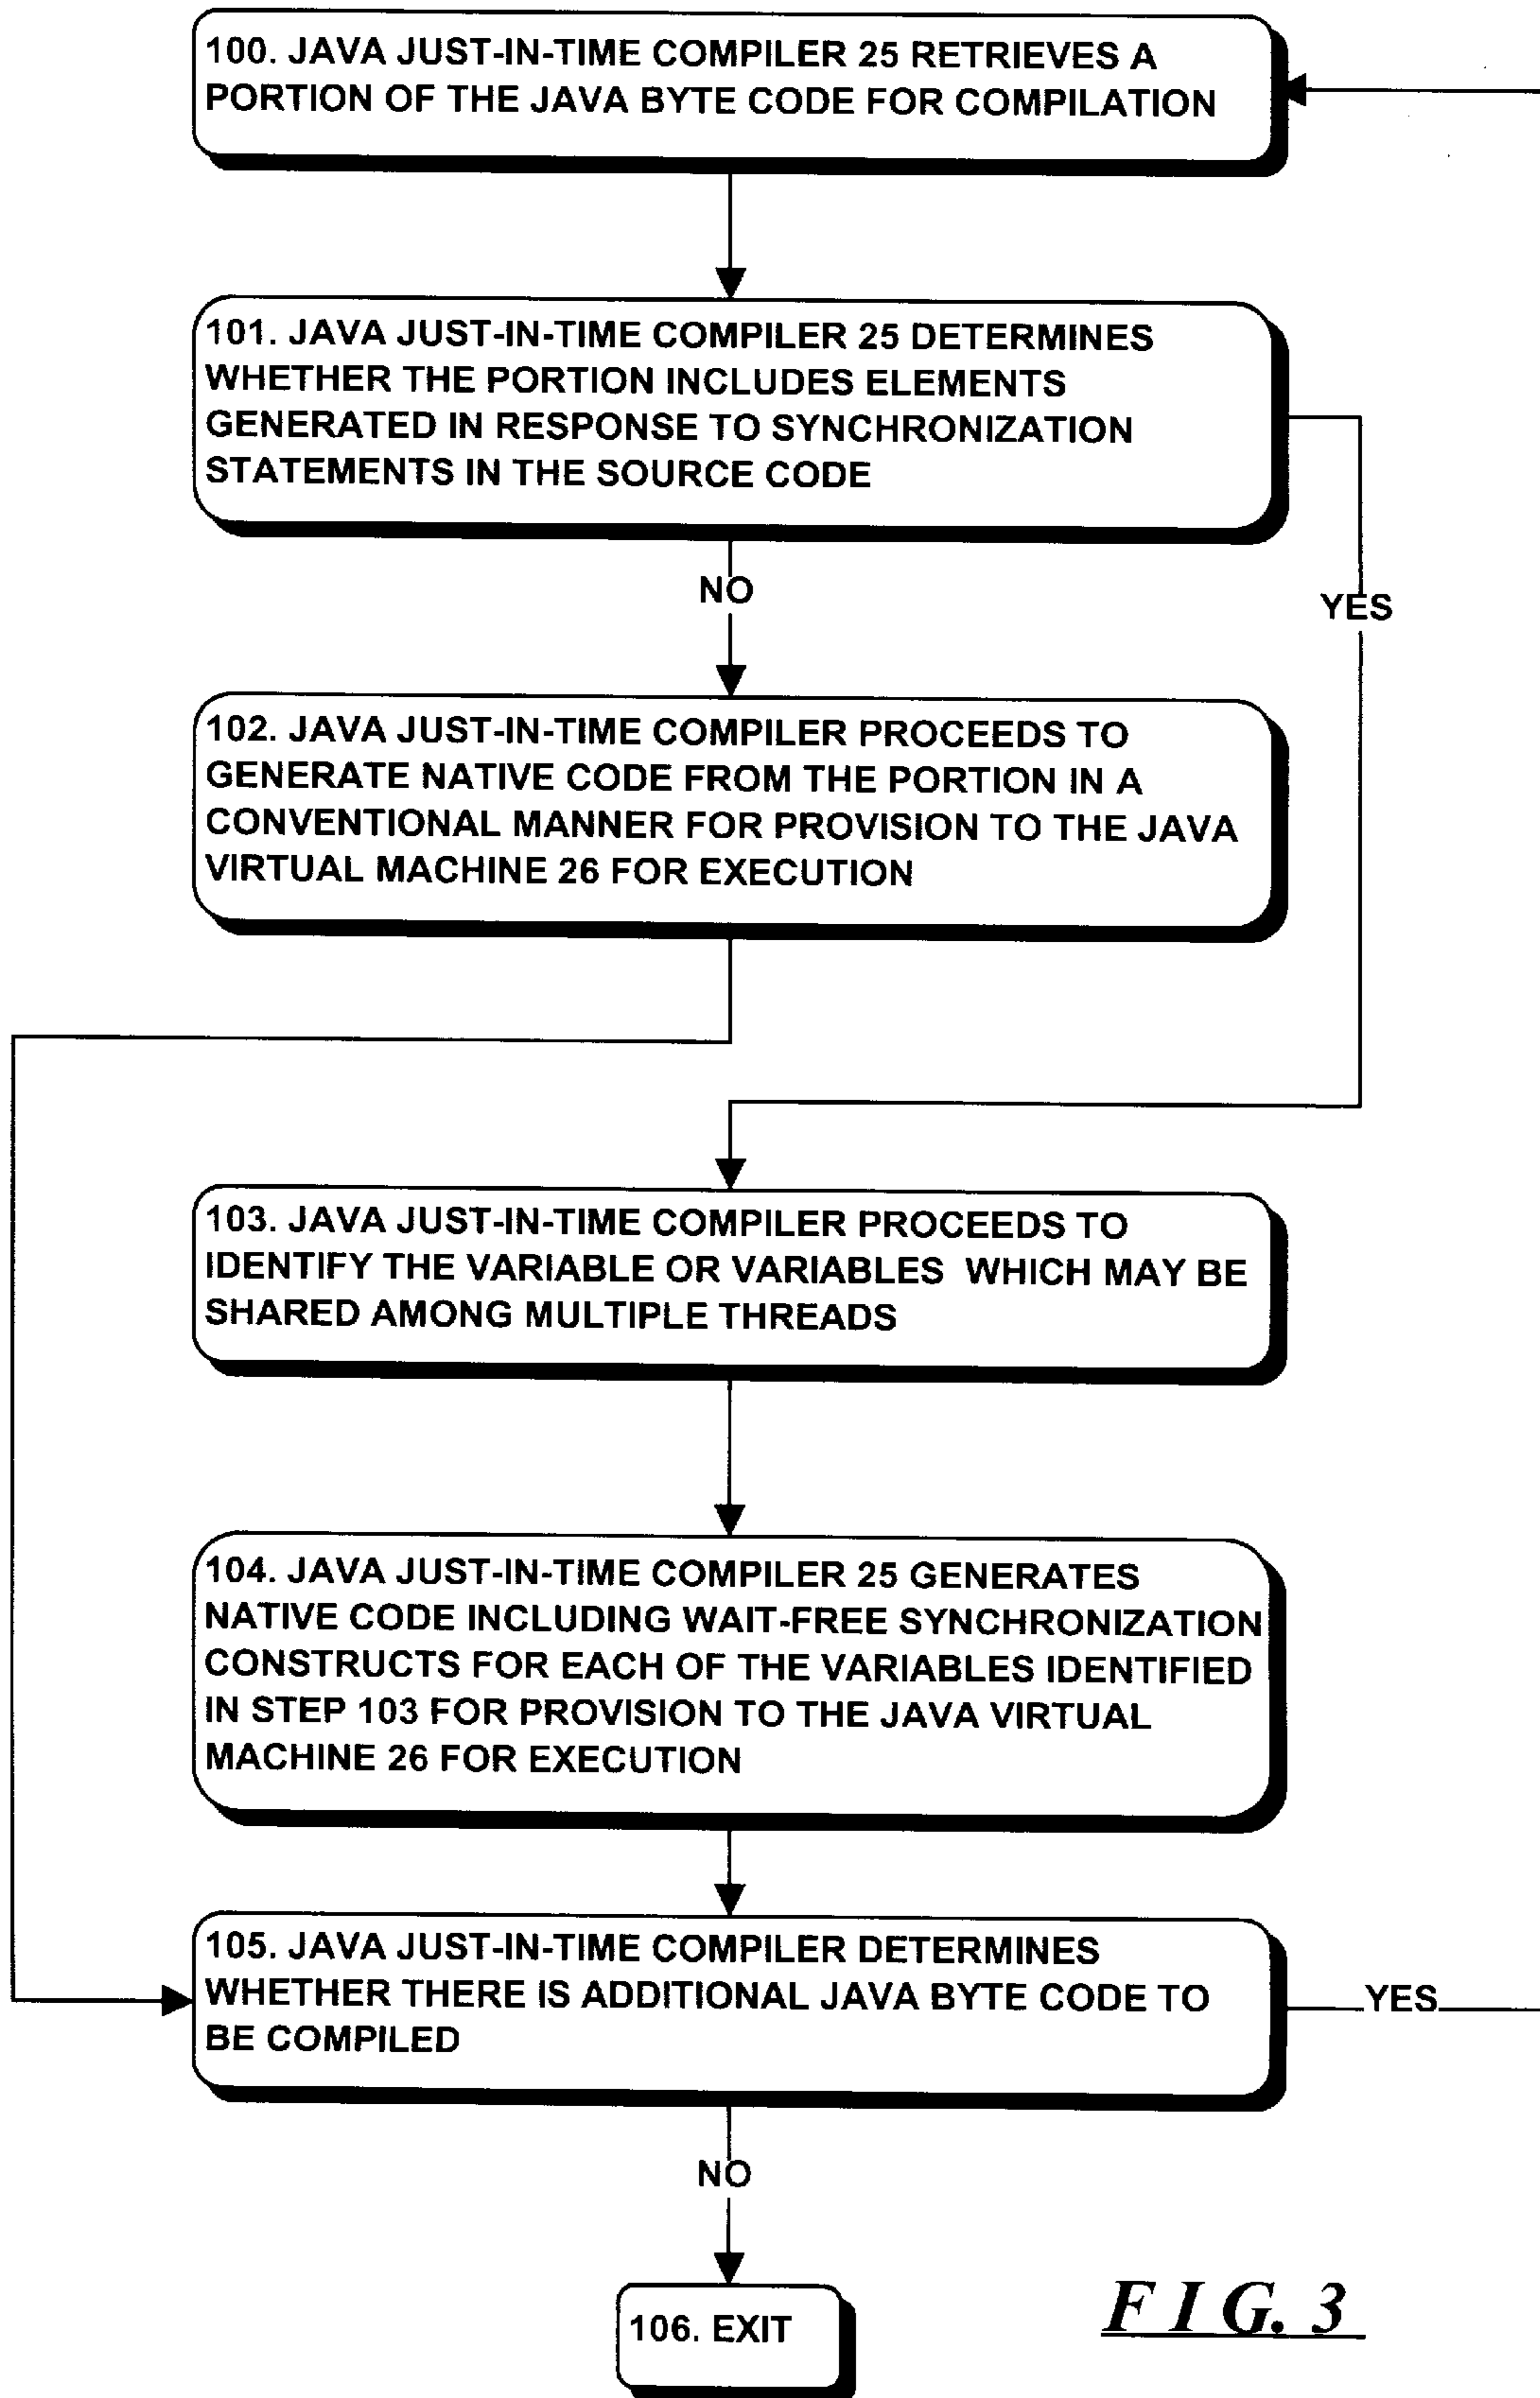 100. JAVA JUST-IN-TIME COMPILER 25 RETRIEVES A
PORTION OF THE JAVA BYTE CODE FOR COMPILATION
101. JAVA JUST-IN-TIME COMPILER 25 DETERMINES
WHETHER THE PORTION INCLUDES ELEMENTS
GENERATED IN RESPONSE TO SYNCHRONIZATION
STATEMENTS IN THE SOURCE CODE
NO
YES
102. JAVA JUST-IN-TIME COMPILER PROCEEDS TO
GENERATE NATIVE CODE FROM THE PORTION IN A
CONVENTIONAL MANNER FOR PROVISION TO THE JAVA
VIRTUAL MACHINE 26 FOR EXECUTION
103. JAVA JUST-IN-TIME COMPILER PROCEEDS TO
IDENTIFY THE VARIABLE OR VARIABLES WHICH MAY BE
SHARED AMONG MULTIPLE THREADS
104. JAVA JUST-IN-TIME COMPILER 25 GENERATES
NATIVE CODE INCLUDING WAIT-FREE SYNCHRONIZATION
CONSTRUCTS FOR EACH OF THE VARIABLES IDENTIFIED
IN STEP 103 FOR PROVISION TO THE JAVA VIRTUAL
MACHINE 26 FOR EXECUTION
105. JAVA JUST-IN-TIME COMPILER DETERMINES
WHETHER THERE IS ADDITIONAL JAVA BYTE CODE TO
BE COMPILED
YES
NO
106. EXIT
FIG. 3